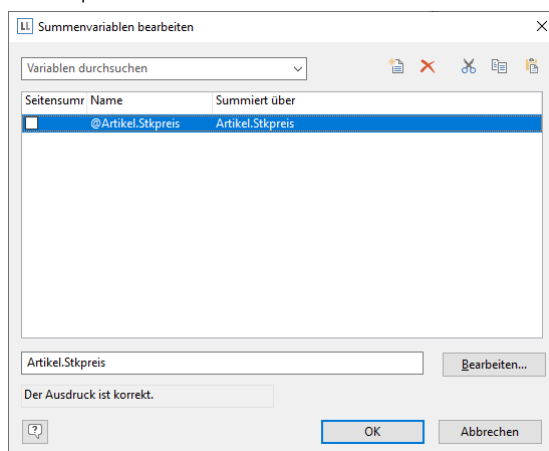 LL Summenvariablen bearbeiten
Variablen durchsuchen
Seitensumr Name Summiert über
@Artikel.Stkpreis Artikel.Stkpreis
Artikel.Stkpreis Bearbeiten...
Der Ausdruck ist korrekt.
? OK Abbrechen